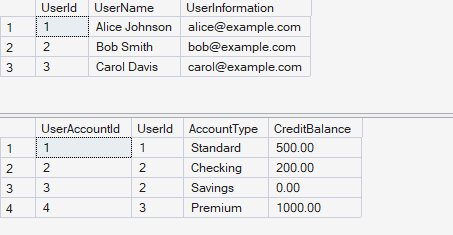 UserId UserName UserInformation
1 1 Alice Johnson alice@example.com
2 2 Bob Smith bob@example.com
3 3 Carol Davis carol@example.com
UserAccountId UserId AccountType CreditBalance
1 1 1 Standard 500.00
2 2 2 Checking 200.00
3 3 2 Savings 0.00
4 4 3 Premium 1000.00